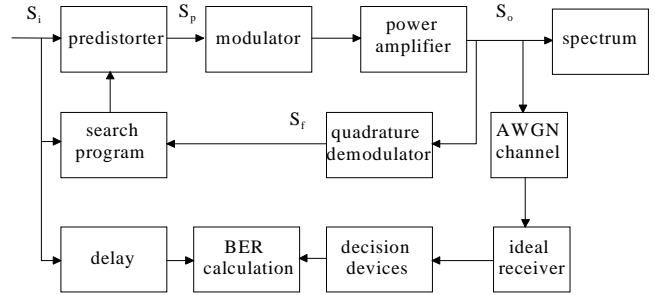 S_i
S_p
S_o
predistorter
modulator
power
amplifier
spectrum
search
program
S_f
quadrature
demodulator
AWGN
channel
delay
BER
calculation
decision
devices
ideal
receiver